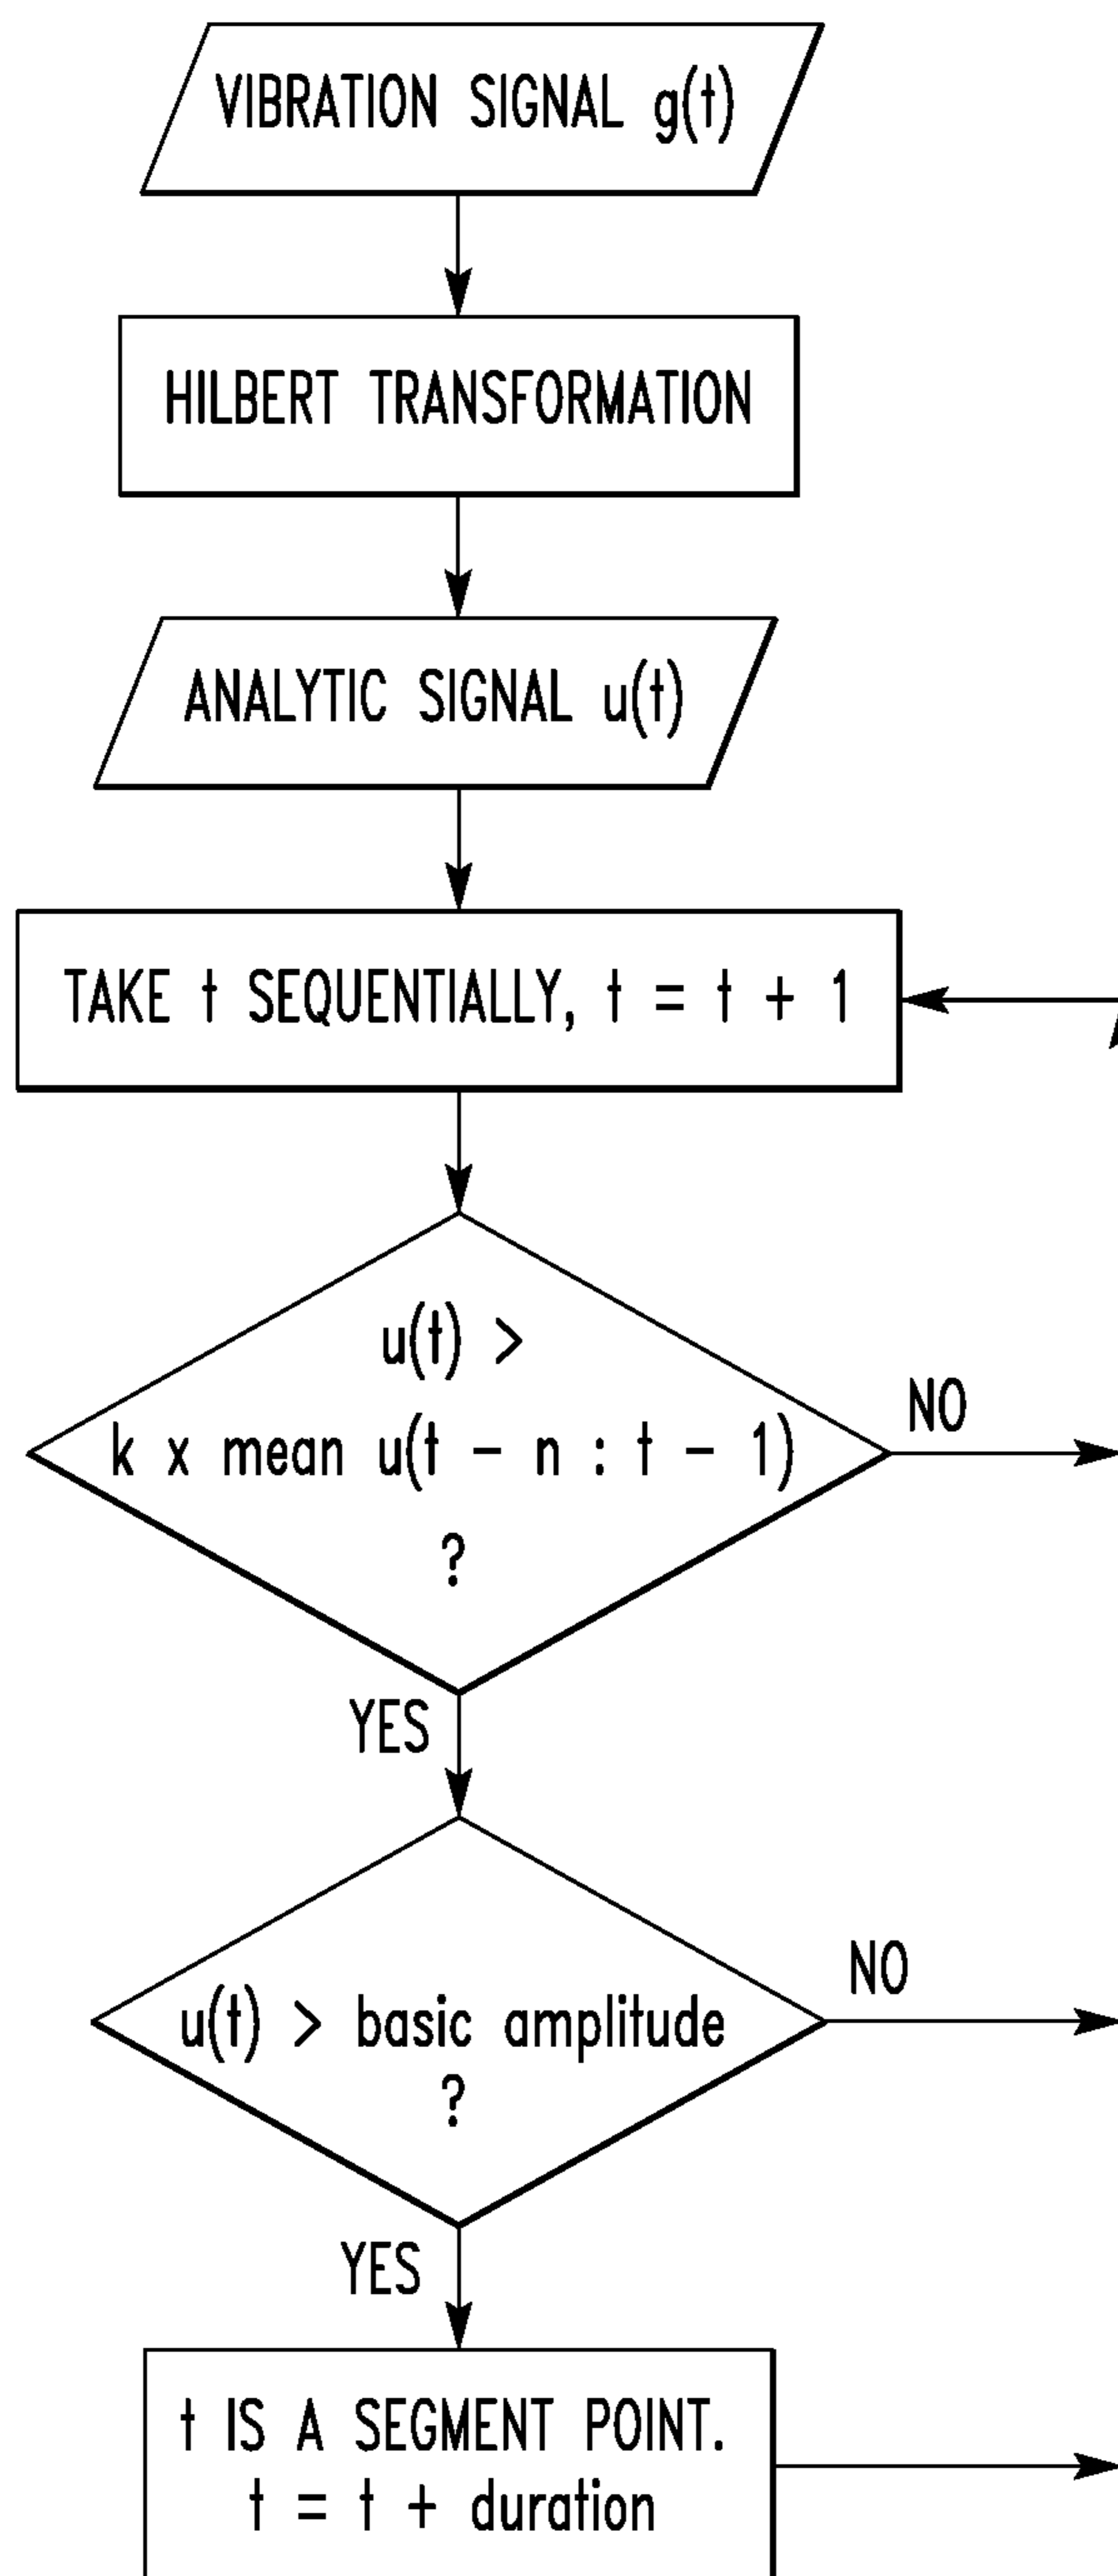 VIBRATION SIGNAL g(t)
HILBERT TRANSFORMATION
ANALYTIC SIGNAL u(t)
TAKE t SEQUENTIALLY, t = t + 1
u(t) >
k x mean u(t - n : t - 1)
?
NO
YES
u(t) > basic amplitude
?
NO
YES
t IS A SEGMENT POINT.
t = t + duration